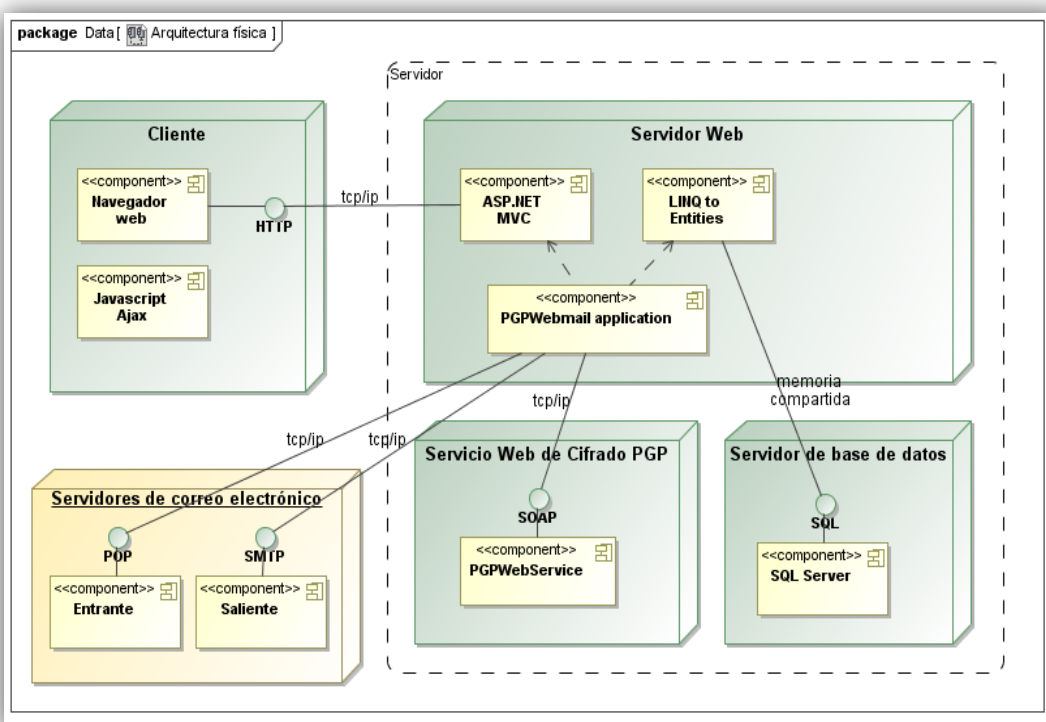 package Data[ Arquitectura física ]
Servidor
Cliente
<<component>>
Navegador
web
HTTP
tcp/ip
<<component>>
Javascript
Ajax
Servidor Web
<<component>>
ASP.NET
MVC
<<component>>
LINQ to
Entities
<<component>>
PGPWebmail application
tcp/ip
tcp/ip
tcp/ip
memoria
compartida
Servidores de correo electrónico
POP
SMTP
<<component>>
Entrante
<<component>>
Saliente
Servicio Web de Cifrado PGP
SOAP
<<component>>
PGPWebService
Servidor de base de datos
SQL
<<component>>
SQL Server